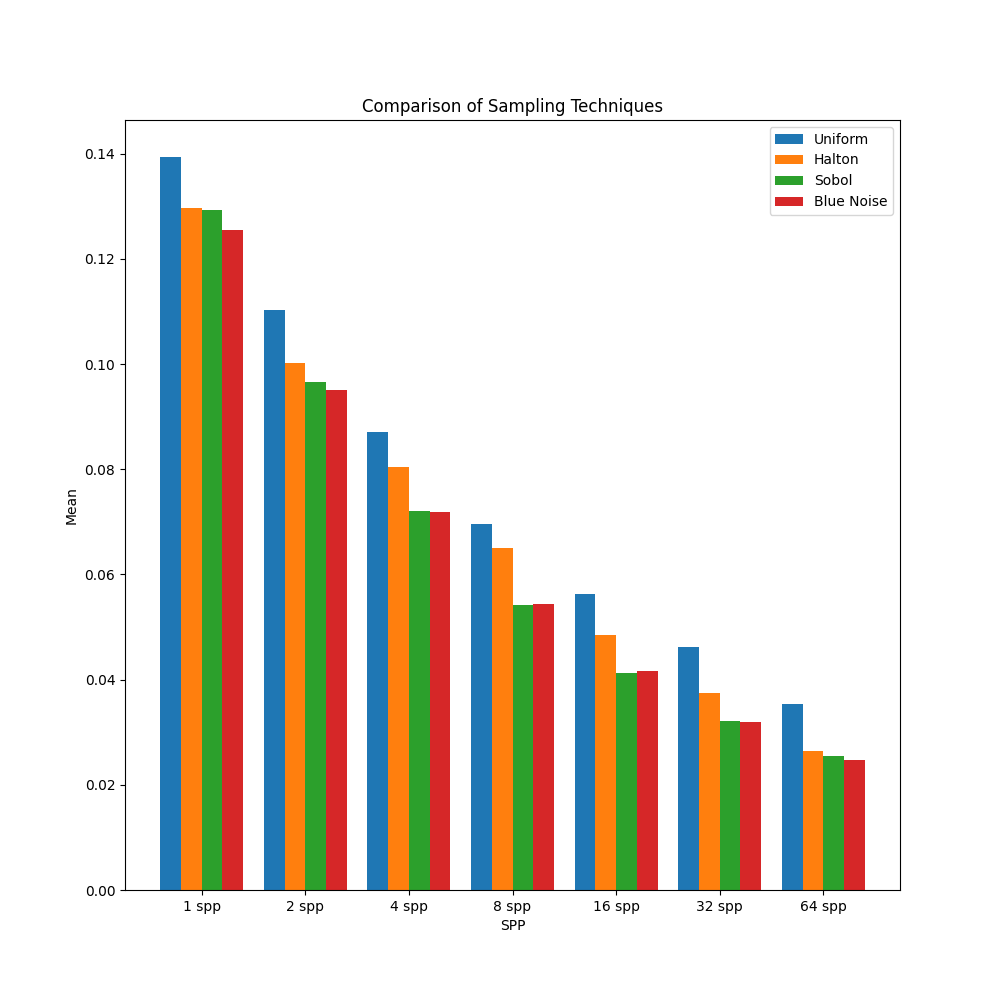 Comparison of Sampling Techniques
Uniform
Halton
Sobol
Blue Noise
Mean
0.14
0.12
0.10
0.08
0.06
0.04
0.02
0.00
1 spp 2 spp 4 spp 8 spp 16 spp 32 spp 64 spp
SPP